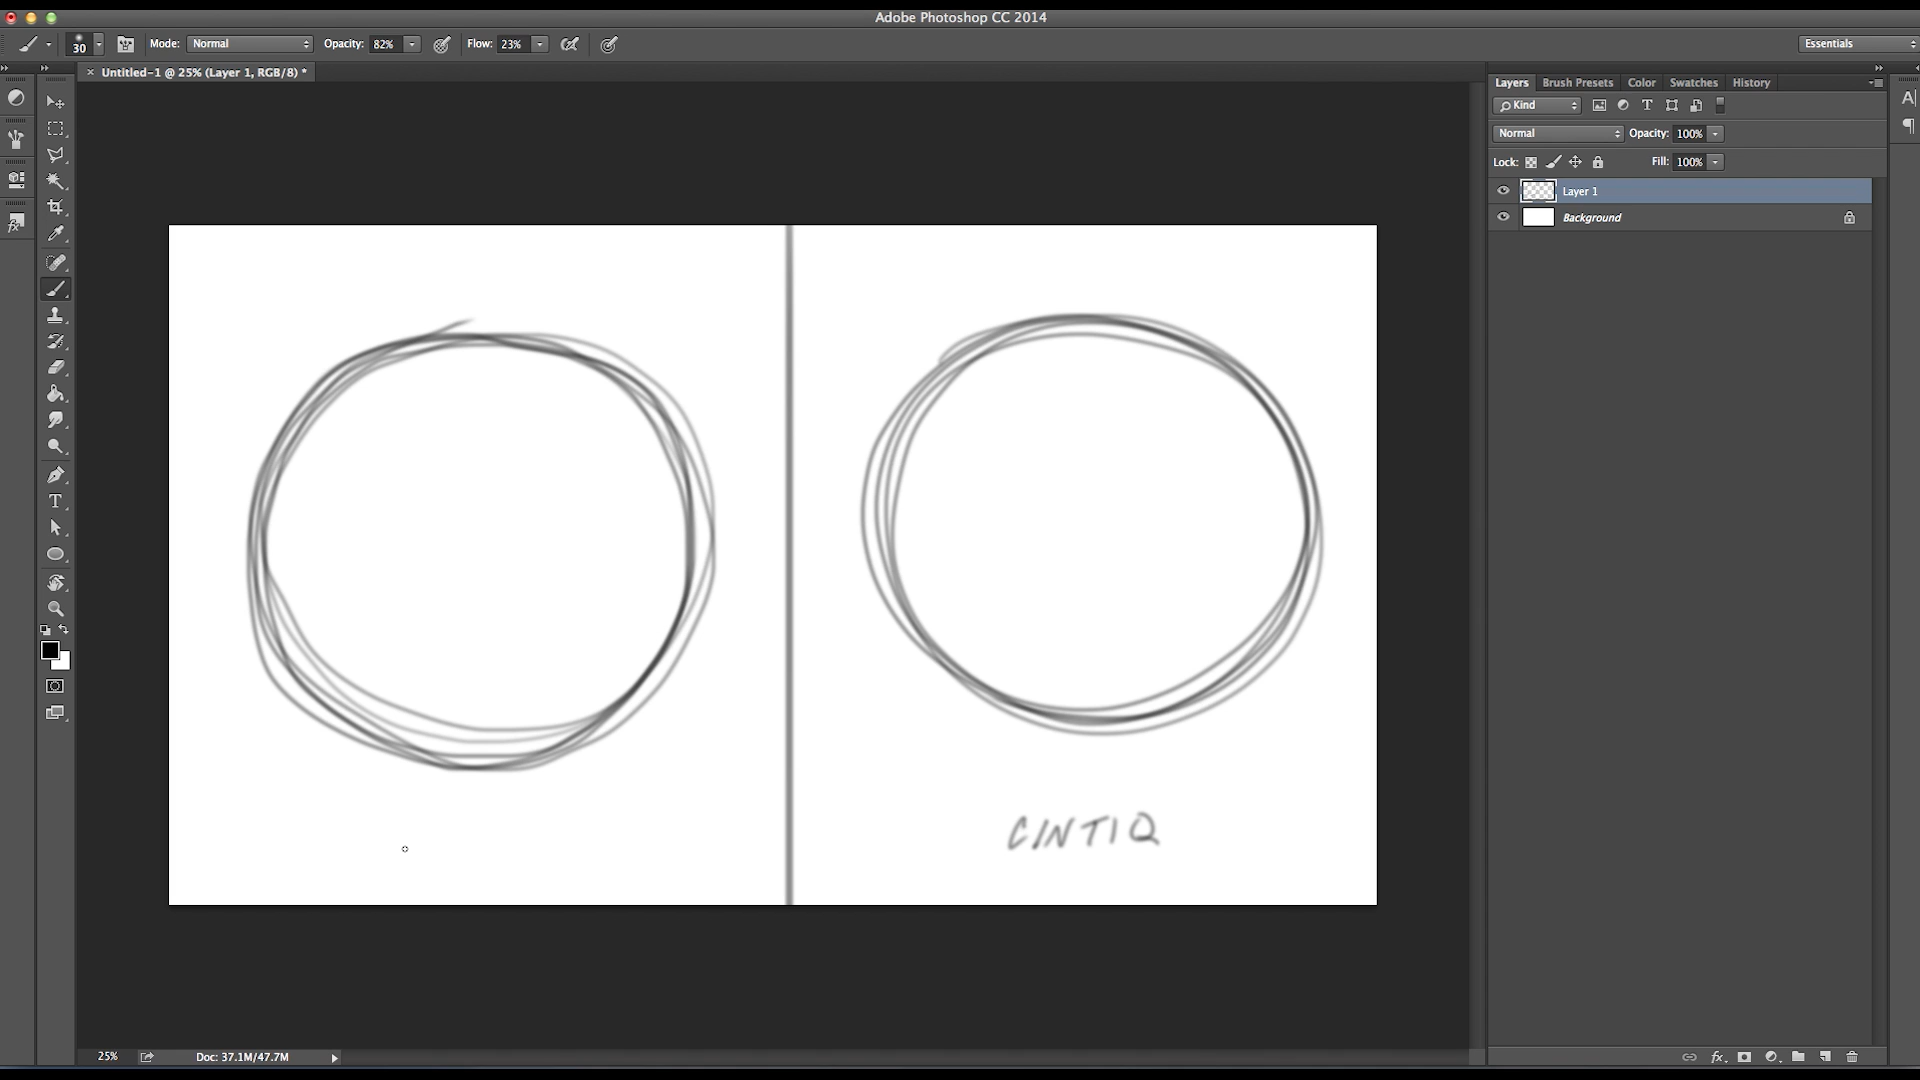 Adobe Photoshop CC 2014
30 Mode: Normal Opacity: 82% Flow: 23% Essentials
× Untitled-1 @ 25% (Layer 1, RGB/8) *
Layers Brush Presets Color Swatches History
Kind
Normal Opacity: 100%
Lock: Fill: 100%
Layer 1
Background
CINTIQ
25% Doc: 37.1M/47.7M